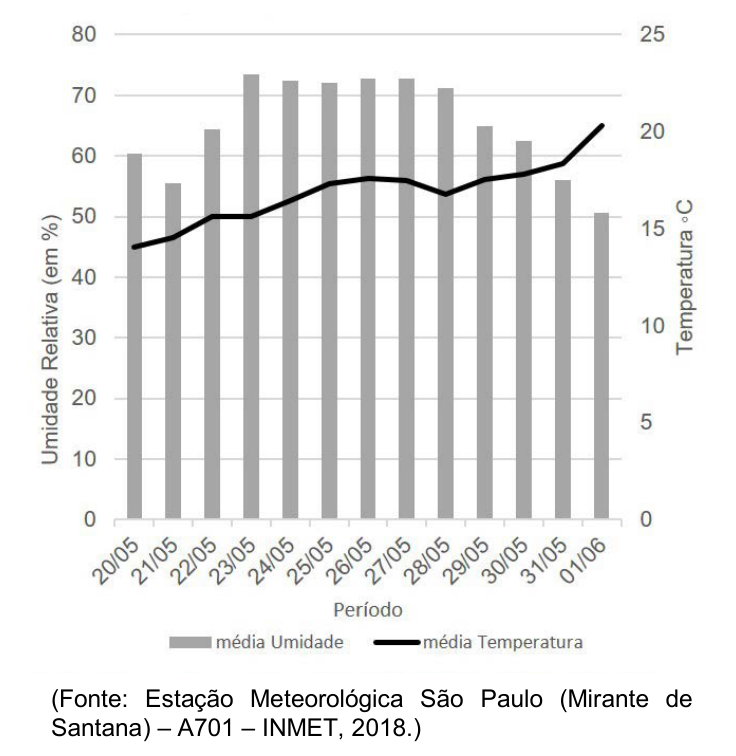 80
70
60
50
40
30
20
10
0
Umidade Relativa (em %)
25
20
15
10
5
0
Temperatura °C
20/05 21/05 22/05 23/05 24/05 25/05 26/05 27/05 28/05 29/05 30/05 31/05 01/06
Período
média Umidade média Temperatura
(Fonte: Estação Meteorológica São Paulo (Mirante de
Santana) – A701 – INMET, 2018.)